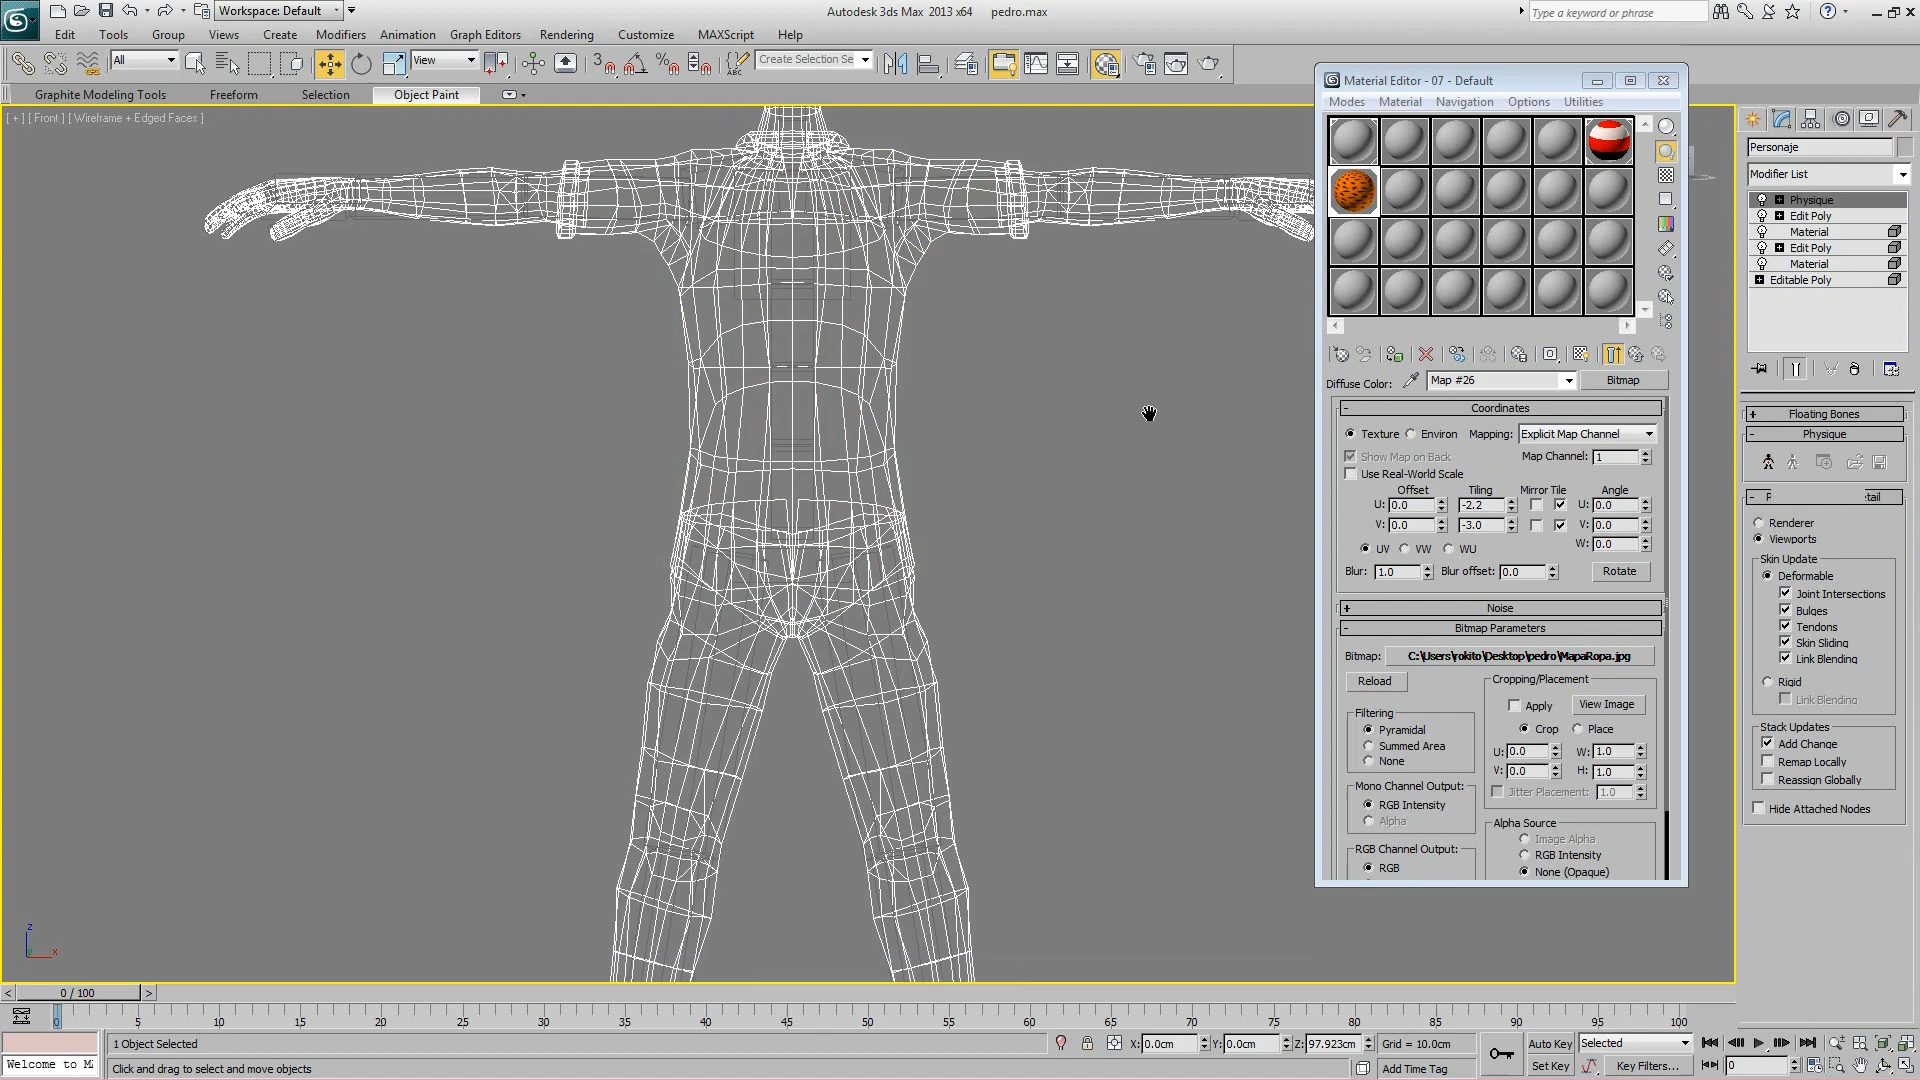 Workspace: Default
Autodesk 3ds Max 2013 x64 pedro.max
Type a keyword or phrase
Edit Tools Group Views Create Modifiers Animation Graph Editors Rendering Customize MAXScript Help
All View Create Selection Se
Graphite Modeling Tools Freeform Selection Object Paint
[ + ] [ Front ] [ Wireframe + Edged Faces ]
Material Editor - 07 - Default
Modes Material Navigation Options Utilities
Diffuse Color: Map #26 Bitmap
- Coordinates
Texture Environ Mapping: Explicit Map Channel
Show Map on Back Map Channel: 1
Use Real-World Scale
Offset Tiling Mirror Tile Angle
U: 0.0 -2.2 U: 0.0
V: 0.0 -3.0 V: 0.0
UV VW WU W: 0.0
Blur: 1.0 Blur offset: 0.0 Rotate
+ Noise
- Bitmap Parameters
Bitmap: C:\Users\rokito\Desktop\pedro\MapaRopa.jpg
Reload
Cropping/Placement
Apply View Image
Crop Place
U: 0.0 W: 1.0
V: 0.0 H: 1.0
Jitter Placement: 1.0
Filtering
Pyramidal
Summed Area
None
Mono Channel Output:
RGB Intensity
Alpha
RGB Channel Output:
RGB
Alpha Source
Image Alpha
RGB Intensity
None (Opaque)
Personaje
Modifier List
Physique
Edit Poly
Material
Edit Poly
Material
Editable Poly
+ Floating Bones
- Physique
- P etail
Renderer
Viewports
Skin Update
Deformable
Joint Intersections
Bulges
Tendons
Skin Sliding
Link Blending
Rigid
Link Blending
Stack Updates
Add Change
Remap Locally
Reassign Globally
Hide Attached Nodes
z
x
< 0 / 100 >
0 5 10 15 20 25 30 35 40 45 50 55 60 65 70 75 80 85 90 95 100
1 Object Selected
X: 0.0cm Y: 0.0cm Z: 97.923cm Grid = 10.0cm
Auto Key Selected
Welcome to M
Click and drag to select and move objects
Add Time Tag
Set Key Key Filters... 0